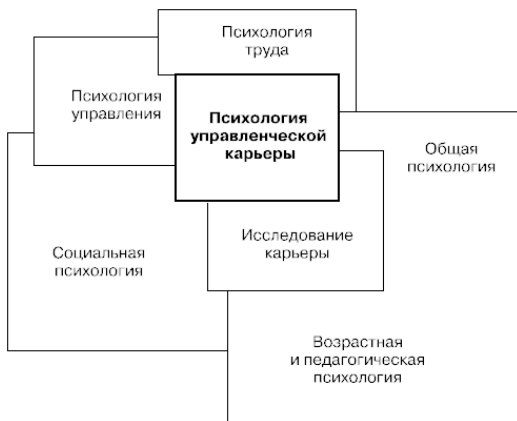 Психология
труда
Психология
управления
Психология
управленческой
карьеры
Общая
психология
Исследование
карьеры
Социальная
психология
Возрастная
и педагогическая
психология